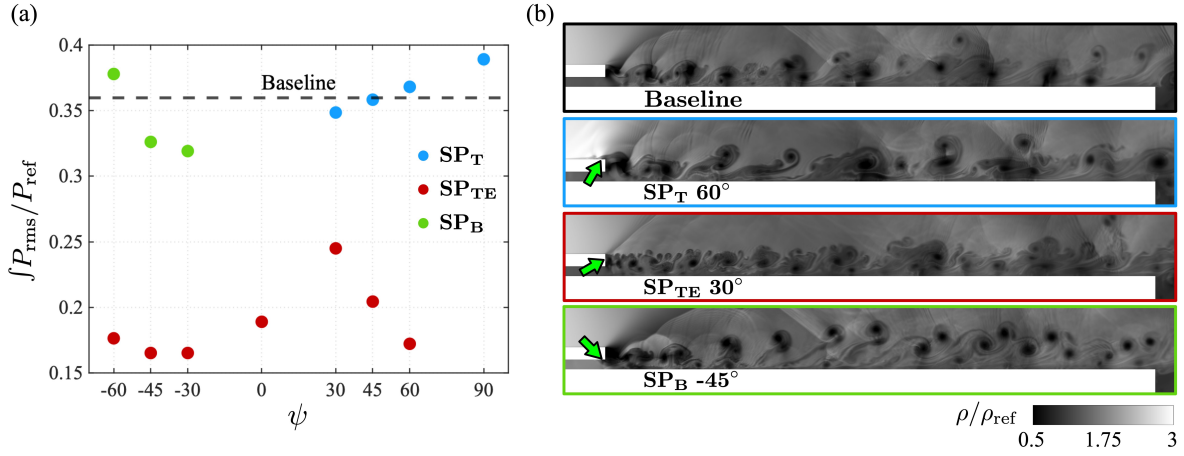 (a)
0.4
0.35
0.3
0.25
0.2
0.15
∫P_rms/P_ref
Baseline
SP_T
SP_TE
SP_B
-60 -45 -30 0 30 45 60 90
ψ
(b)
Baseline
SP_T 60°
SP_TE 30°
SP_B -45°
ρ/ρ_ref
0.5 1.75 3